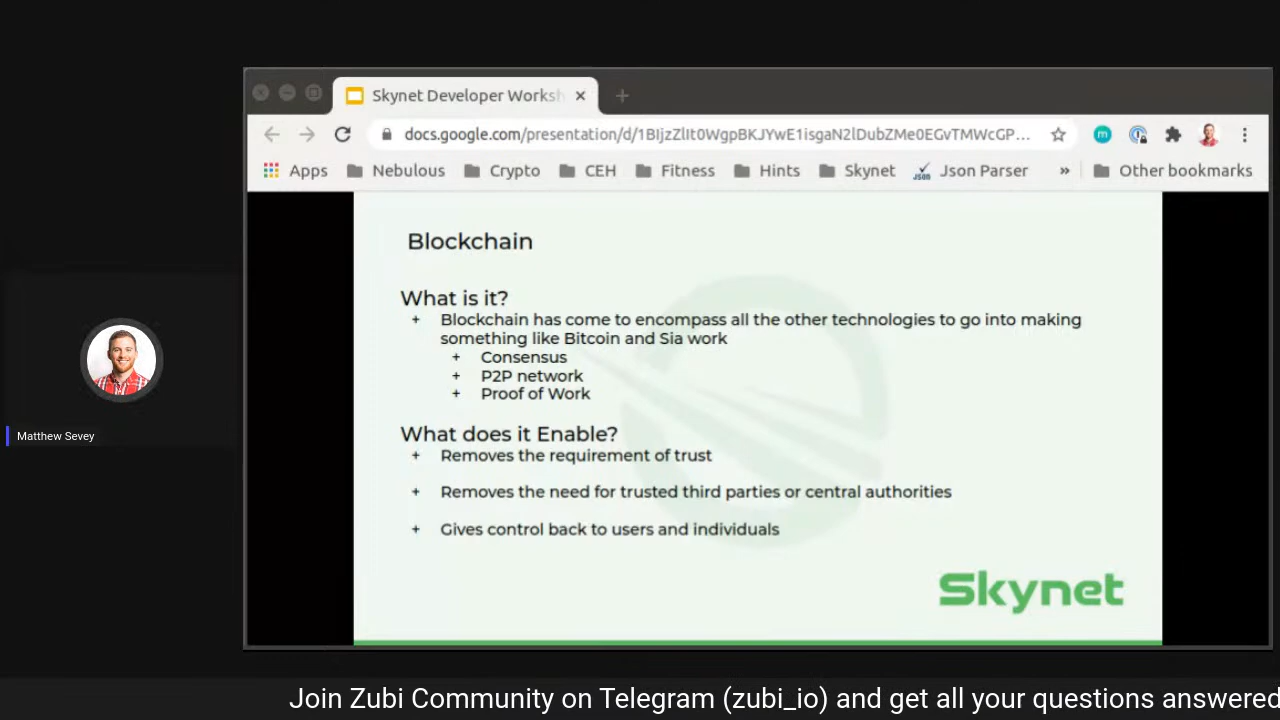 Skynet Developer Worksh
docs.google.com/presentation/d/1BIjzZlIt0WgpBKJYwE1isgaN2lDubZMe0EGvTMWcGP...
Apps
Nebulous
Crypto
CEH
Fitness
Hints
Skynet
JSON
Json Parser
»
Other bookmarks
Blockchain
What is it?
+ Blockchain has come to encompass all the other technologies to go into making
something like Bitcoin and Sia work
+ Consensus
+ P2P network
+ Proof of Work
What does it Enable?
+ Removes the requirement of trust
+ Removes the need for trusted third parties or central authorities
+ Gives control back to users and individuals
Skynet
Matthew Sevey
Join Zubi Community on Telegram (zubi_io) and get all your questions answered